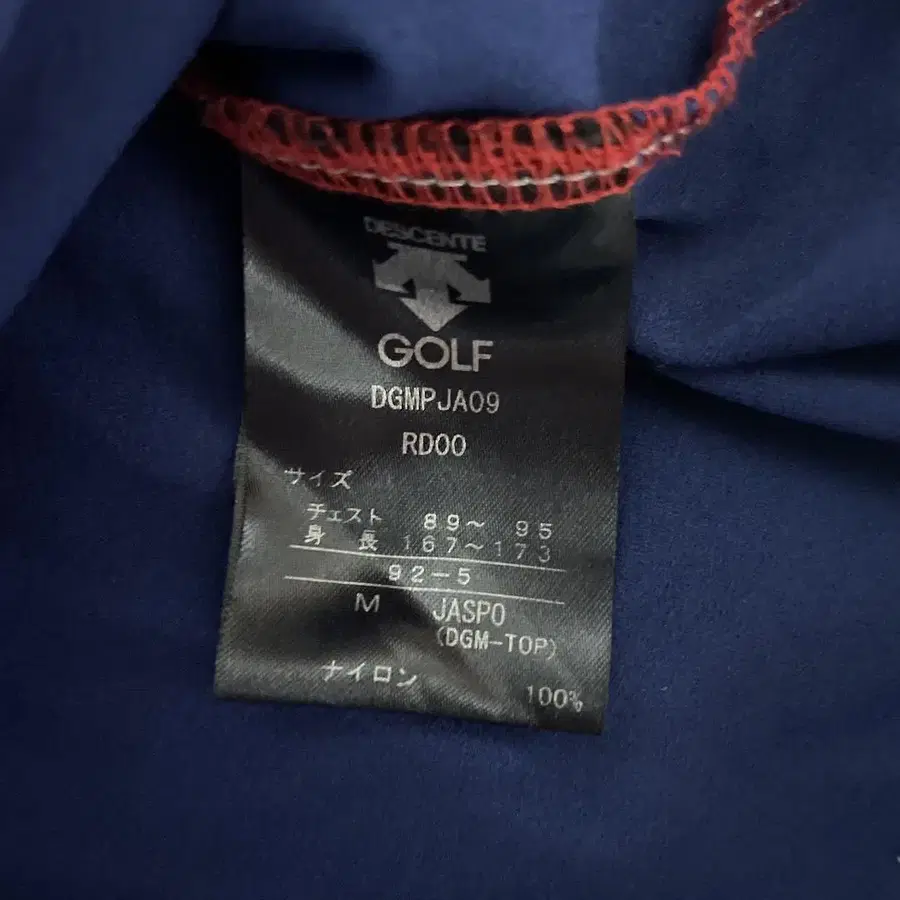 DESCENTE
GOLF
DGMPJA09
RD00
サイズ
チェスト 89～ 95
身 長 167～173
92-5
M JASPO
(DGM-TOP)
ナイロン 100%